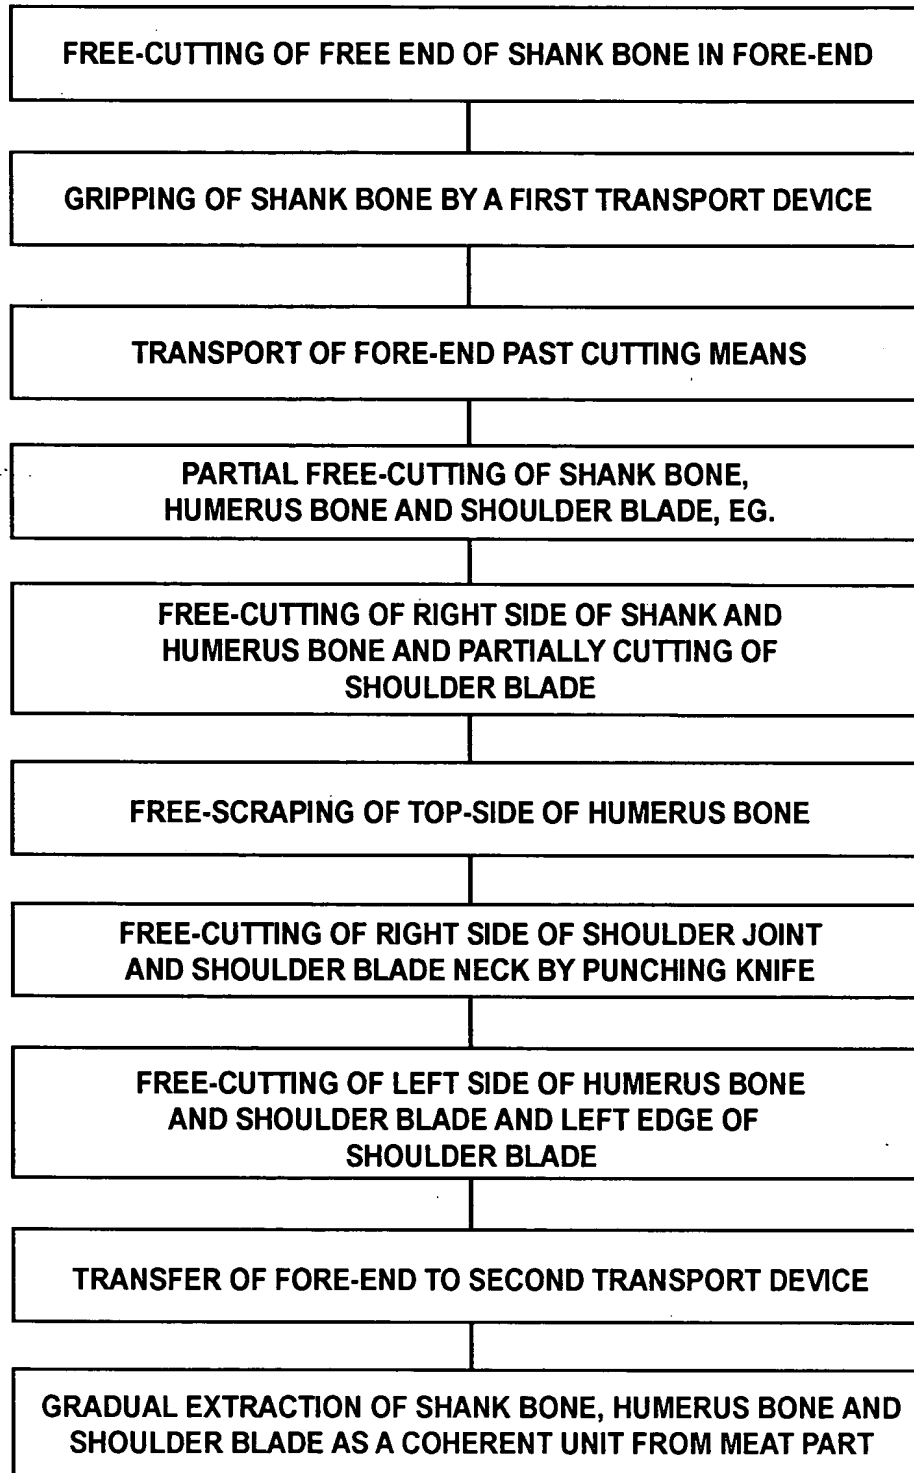 FREE-CUTTING OF FREE END OF SHANK BONE IN FORE-END
GRIPPING OF SHANK BONE BY A FIRST TRANSPORT DEVICE
TRANSPORT OF FORE-END PAST CUTTING MEANS
PARTIAL FREE-CUTTING OF SHANK BONE,
HUMERUS BONE AND SHOULDER BLADE, EG.
FREE-CUTTING OF RIGHT SIDE OF SHANK AND
HUMERUS BONE AND PARTIALLY CUTTING OF
SHOULDER BLADE
FREE-SCRAPING OF TOP-SIDE OF HUMERUS BONE
FREE-CUTTING OF RIGHT SIDE OF SHOULDER JOINT
AND SHOULDER BLADE NECK BY PUNCHING KNIFE
FREE-CUTTING OF LEFT SIDE OF HUMERUS BONE
AND SHOULDER BLADE AND LEFT EDGE OF
SHOULDER BLADE
TRANSFER OF FORE-END TO SECOND TRANSPORT DEVICE
GRADUAL EXTRACTION OF SHANK BONE, HUMERUS BONE AND
SHOULDER BLADE AS A COHERENT UNIT FROM MEAT PART